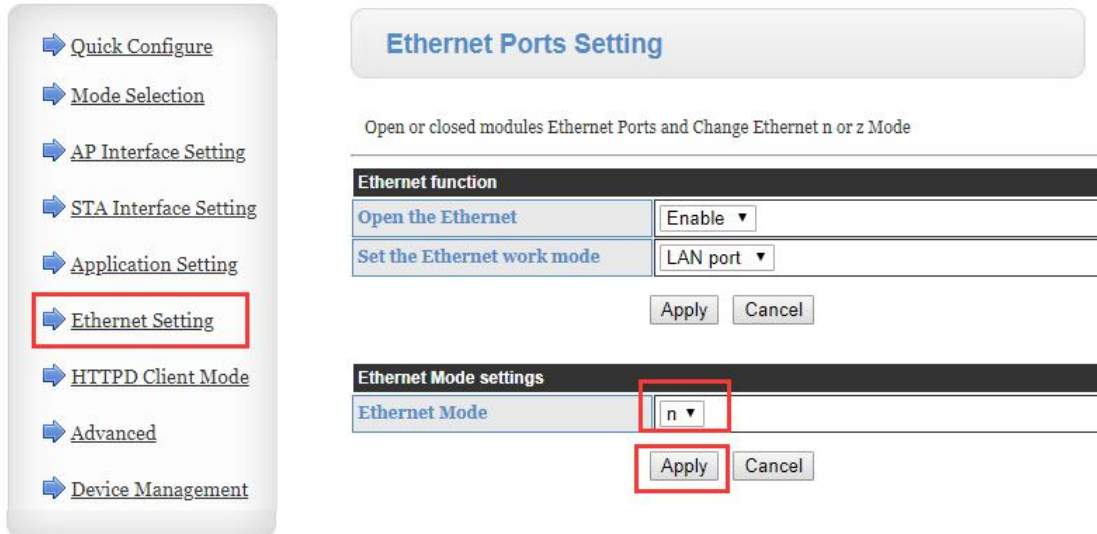 Quick Configure
Mode Selection
AP Interface Setting
STA Interface Setting
Application Setting
Ethernet Setting
HTTPD Client Mode
Advanced
Device Management
Ethernet Ports Setting
Open or closed modules Ethernet Ports and Change Ethernet n or z Mode
Ethernet function
Open the Ethernet Enable
Set the Ethernet work mode LAN port
Apply Cancel
Ethernet Mode settings
Ethernet Mode n
Apply Cancel